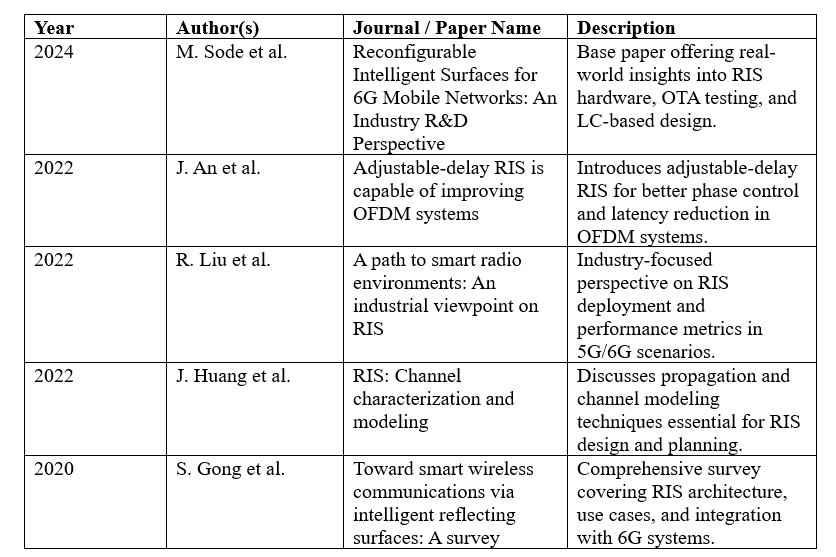 Year Author(s) Journal / Paper Name Description
2024 M. Sode et al. Reconfigurable Base paper offering real-
Intelligent Surfaces for world insights into RIS
6G Mobile Networks: An hardware, OTA testing, and
Industry R&D LC-based design.
Perspective
2022 J. An et al. Adjustable-delay RIS is Introduces adjustable-delay
capable of improving RIS for better phase control
OFDM systems and latency reduction in
OFDM systems.
2022 R. Liu et al. A path to smart radio Industry-focused
environments: An perspective on RIS
industrial viewpoint on deployment and
RIS performance metrics in
5G/6G scenarios.
2022 J. Huang et al. RIS: Channel Discusses propagation and
characterization and channel modeling
modeling techniques essential for RIS
design and planning.
2020 S. Gong et al. Toward smart wireless Comprehensive survey
communications via covering RIS architecture,
intelligent reflecting use cases, and integration
surfaces: A survey with 6G systems.